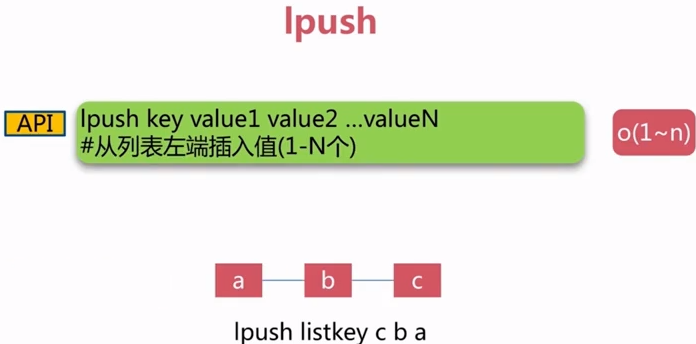 lpush
API
lpush key value1 value2 ...valueN
#从列表左端插入值(1-N个)
o(1~n)
a b c
lpush listkey c b a